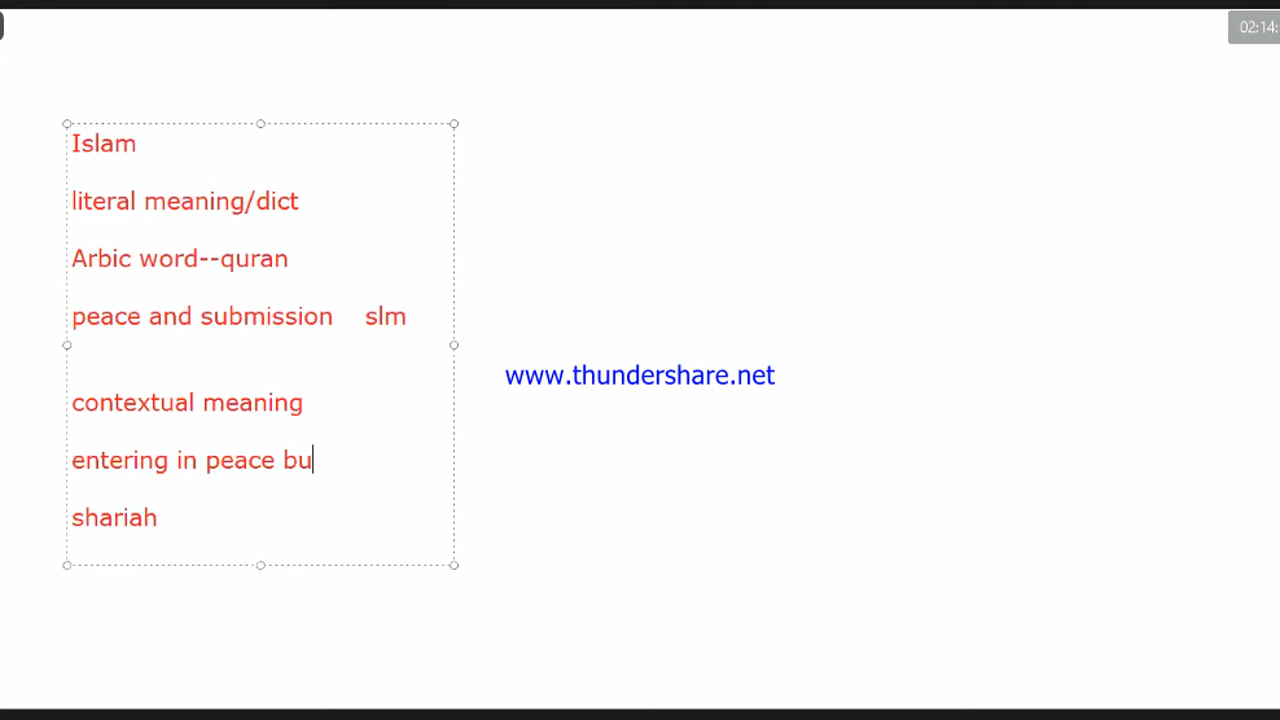 02:14:
Islam
literal meaning/dict
Arbic word--quran
peace and submission slm
www.thundershare.net
contextual meaning
entering in peace bu
shariah